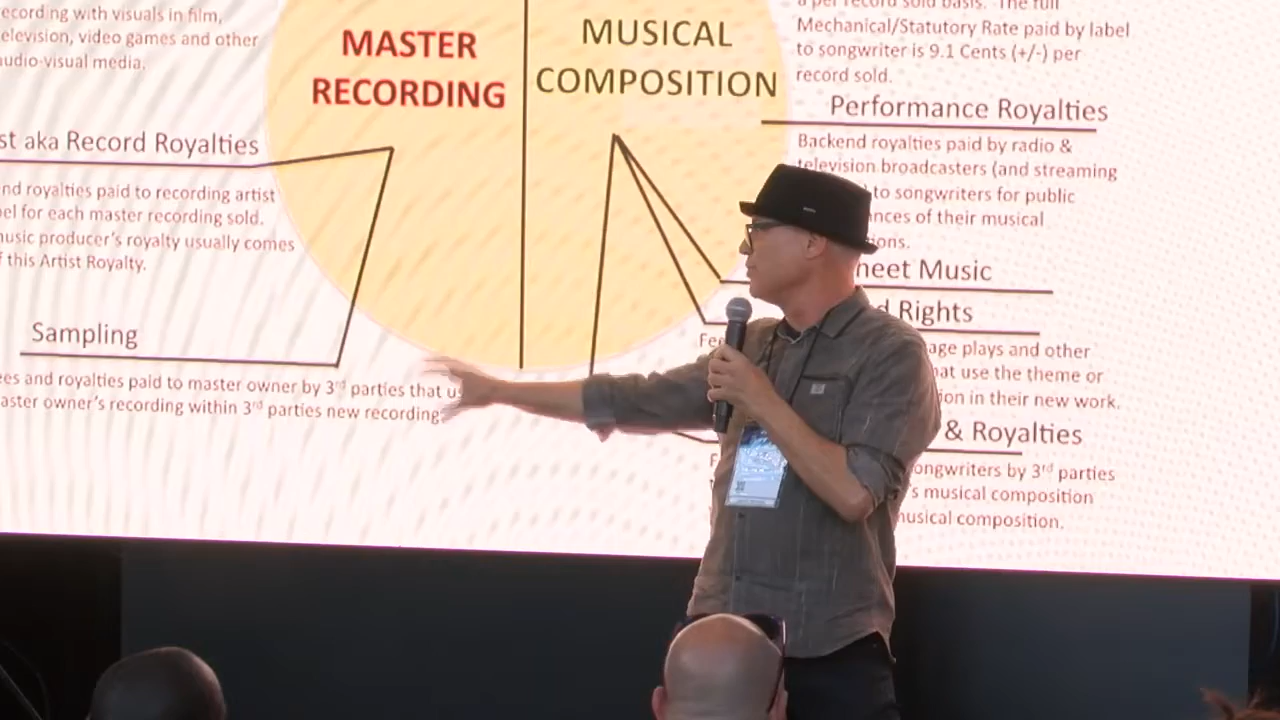 ecording with visuals in film,
elevision, video games and other
udio-visual media.
st aka Record Royalties
nd royalties paid to recording artist
el for each master recording sold.
usic producer's royalty usually comes
f this Artist Royalty.
Sampling
ees and royalties paid to master owner by 3rd parties that u
aster owner's recording within 3rd parties new recording.
MASTER
RECORDING
MUSICAL
COMPOSITION
a per record sold basis. The full
Mechanical/Statutory Rate paid by label
to songwriter is 9.1 Cents (+/-) per
record sold.
Performance Royalties
Backend royalties paid by radio &
television broadcasters (and streaming
to songwriters for public
nces of their musical
ions.
heet Music
d Rights
Fee
age plays and other
hat use the theme or
ion in their new work.
& Royalties
F
ongwriters by 3rd parties
's musical composition
musical composition.